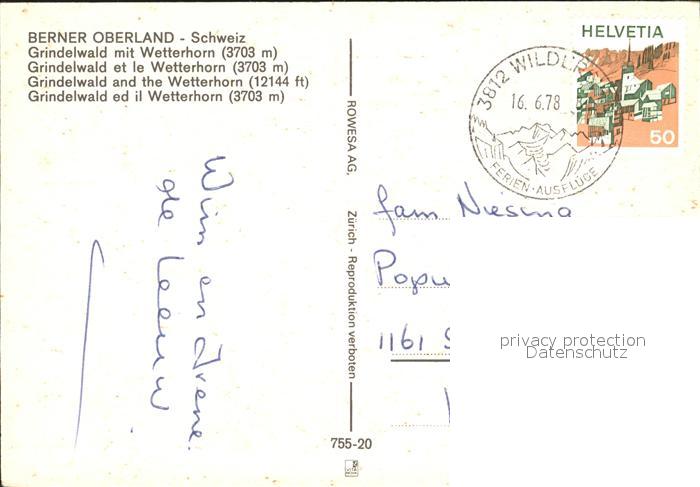 BERNER OBERLAND - Schweiz
Grindelwald mit Wetterhorn (3703 m)
Grindelwald et le Wetterhorn (3703 m)
Grindelwald and the Wetterhorn (12144 ft)
Grindelwald ed il Wetterhorn (3703 m)
HELVETIA
50
3812 WILDER
16.6.78
FERIEN-AUSFLÜGE
ROWESA AG, Zürich - Reproduktion verboten
Wim en Irene
de Leeuw
fam Niesma
Popu
1161 S
privacy protection
Datenschutz
755-20